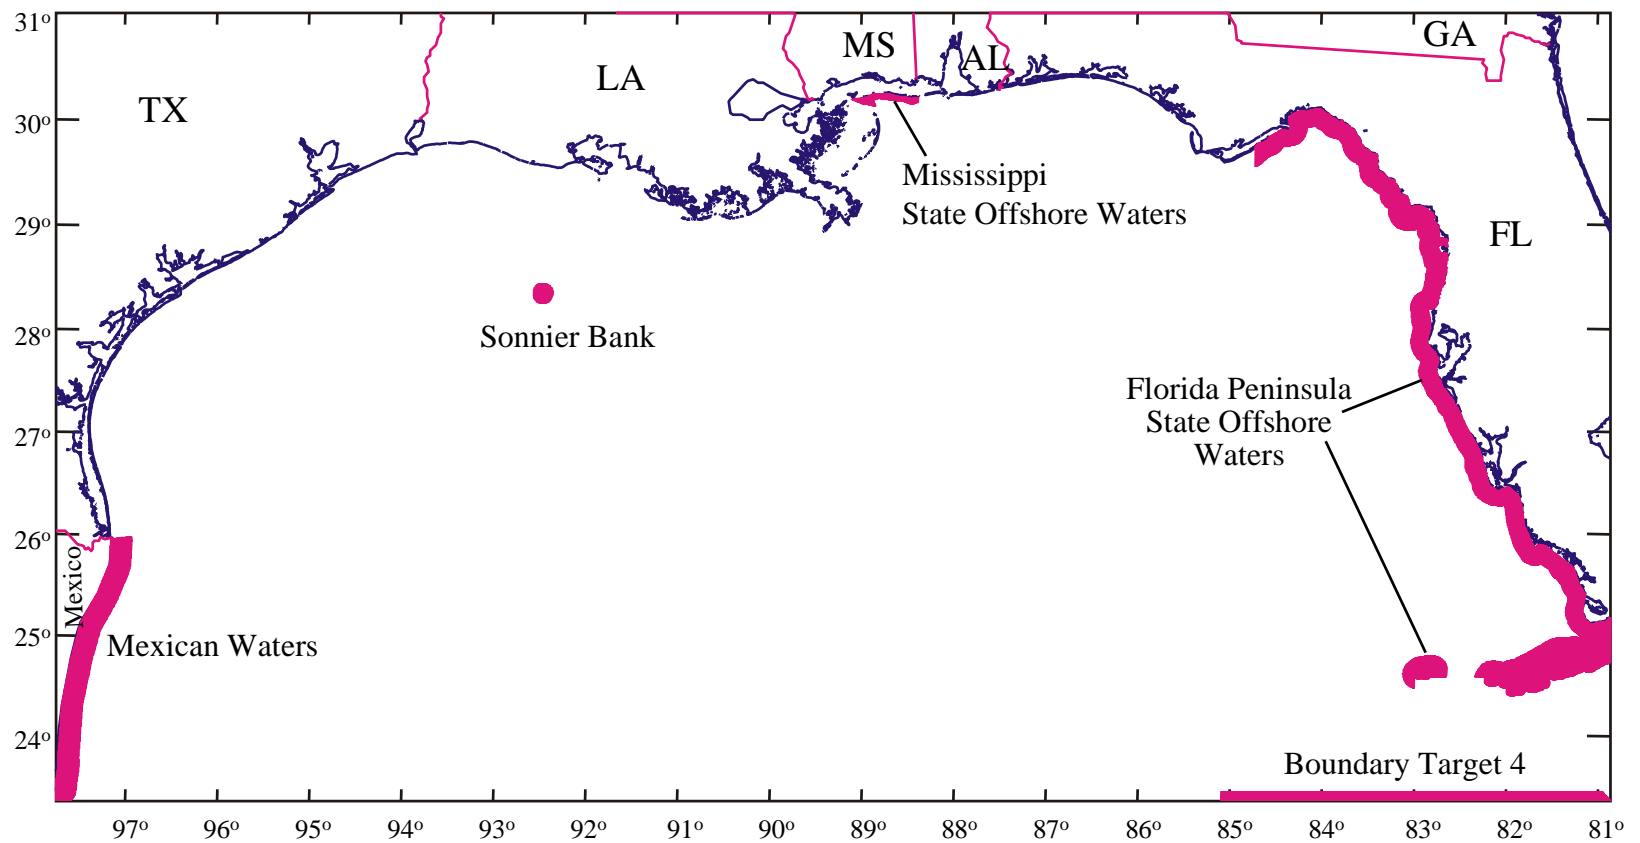 31º
MS
AL
GA
LA
TX
30º
Mississippi
State Offshore Waters
29º
FL
28º
Sonnier Bank
Florida Peninsula
State Offshore
Waters
27º
26º
Mexico
25º
Mexican Waters
24º
Boundary Target 4
97º 96º 95º 94º 93º 92º 91º 90º 89º 88º 87º 86º 85º 84º 83º 82º 81º